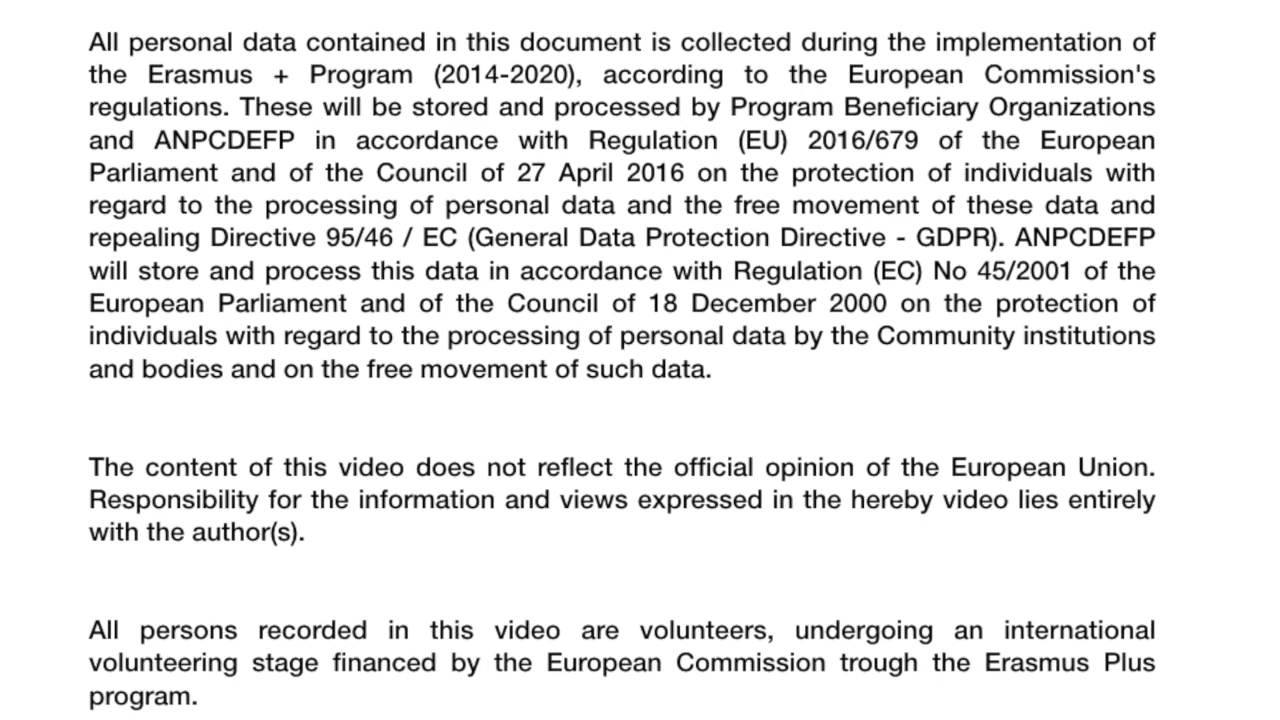 All personal data contained in this document is collected during the implementation of
the Erasmus + Program (2014-2020), according to the European Commission's
regulations. These will be stored and processed by Program Beneficiary Organizations
and ANPCDEFP in accordance with Regulation (EU) 2016/679 of the European
Parliament and of the Council of 27 April 2016 on the protection of individuals with
regard to the processing of personal data and the free movement of these data and
repealing Directive 95/46 / EC (General Data Protection Directive - GDPR). ANPCDEFP
will store and process this data in accordance with Regulation (EC) No 45/2001 of the
European Parliament and of the Council of 18 December 2000 on the protection of
individuals with regard to the processing of personal data by the Community institutions
and bodies and on the free movement of such data.
The content of this video does not reflect the official opinion of the European Union.
Responsibility for the information and views expressed in the hereby video lies entirely
with the author(s).
All persons recorded in this video are volunteers, undergoing an international
volunteering stage financed by the European Commission trough the Erasmus Plus
program.